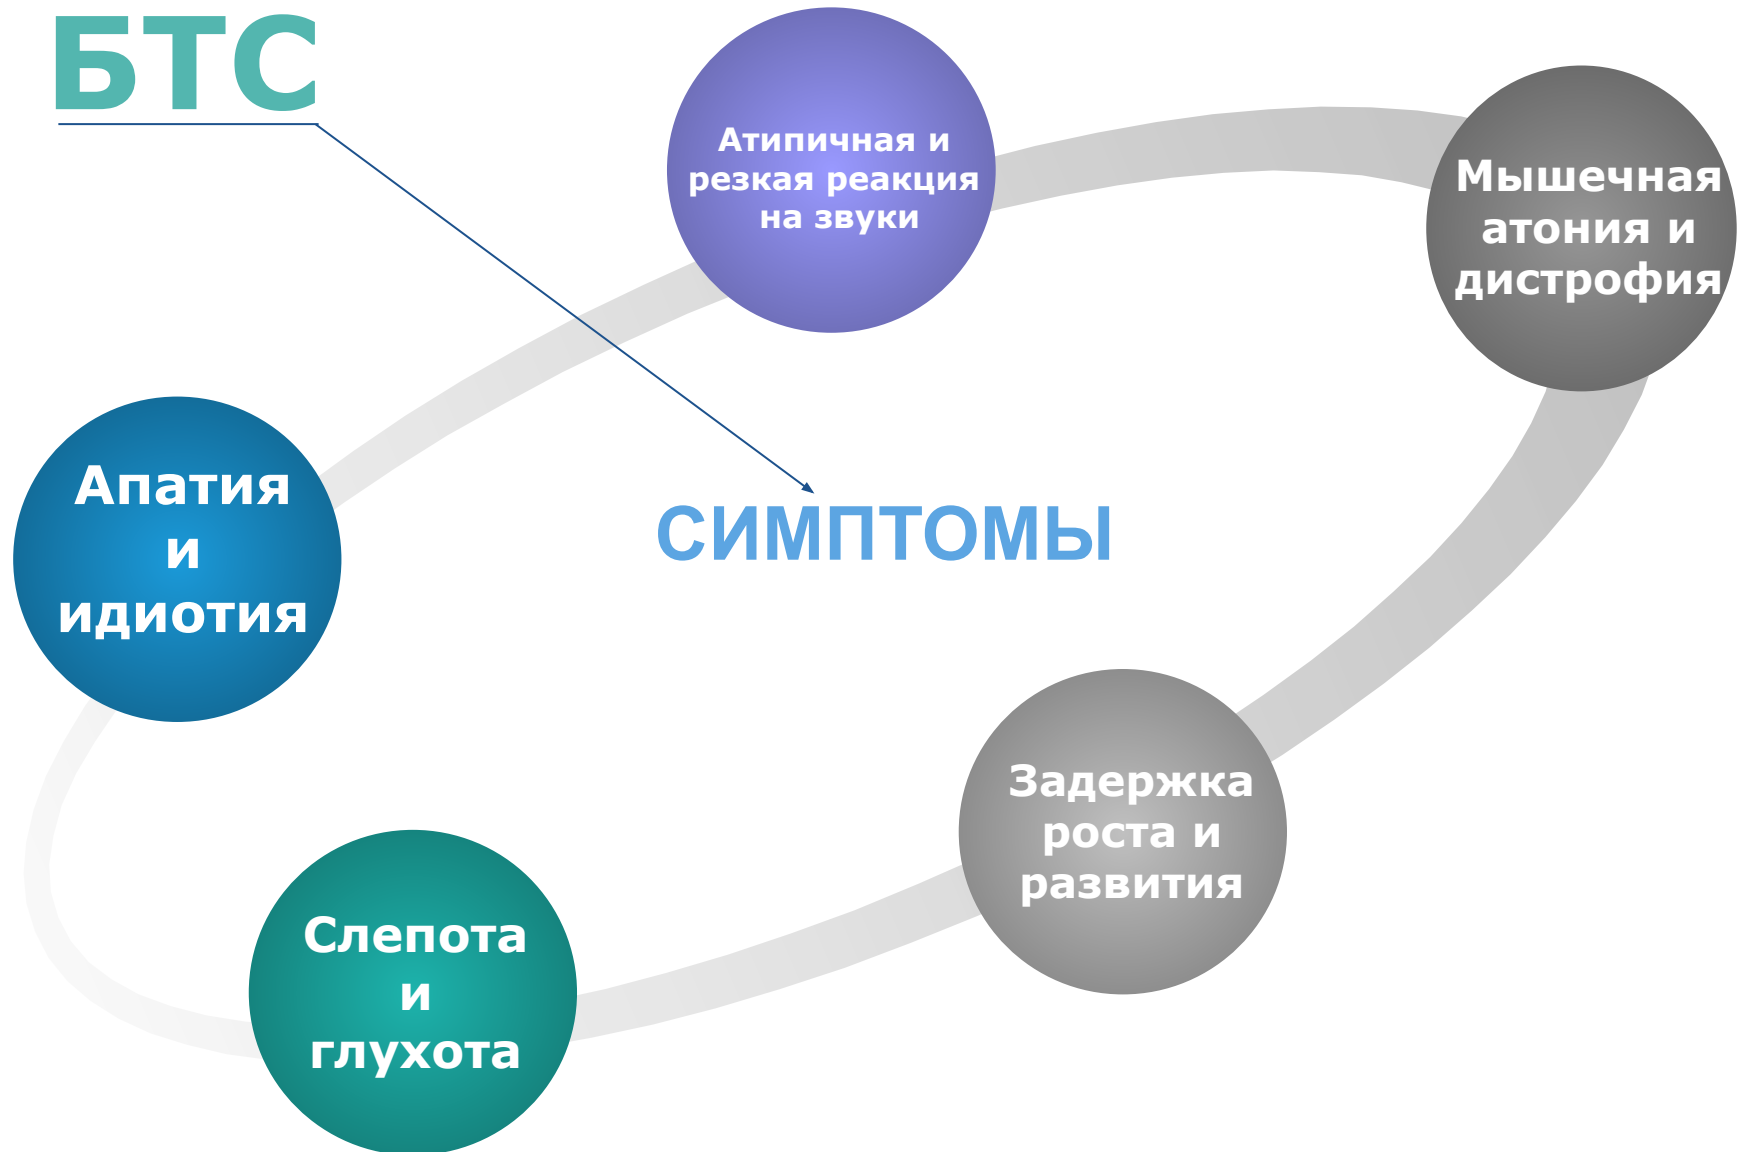 БТС
Атипичная и
резкая реакция
на звуки
Мышечная
атония и
дистрофия
Апатия
и
идиотия
СИМПТОМЫ
Задержка
роста и
развития
Слепота
и
глухота